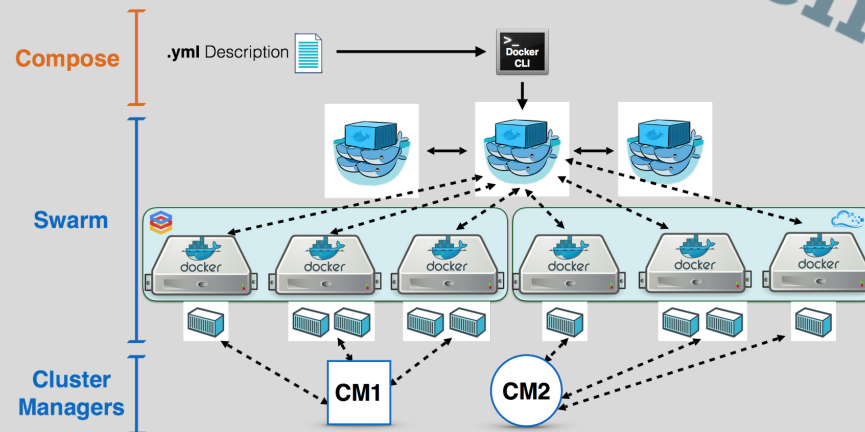 Compose
.yml Description
>_
Docker
CLI
Swarm
docker
docker
docker
docker
docker
docker
Cluster
Managers
CM1
CM2